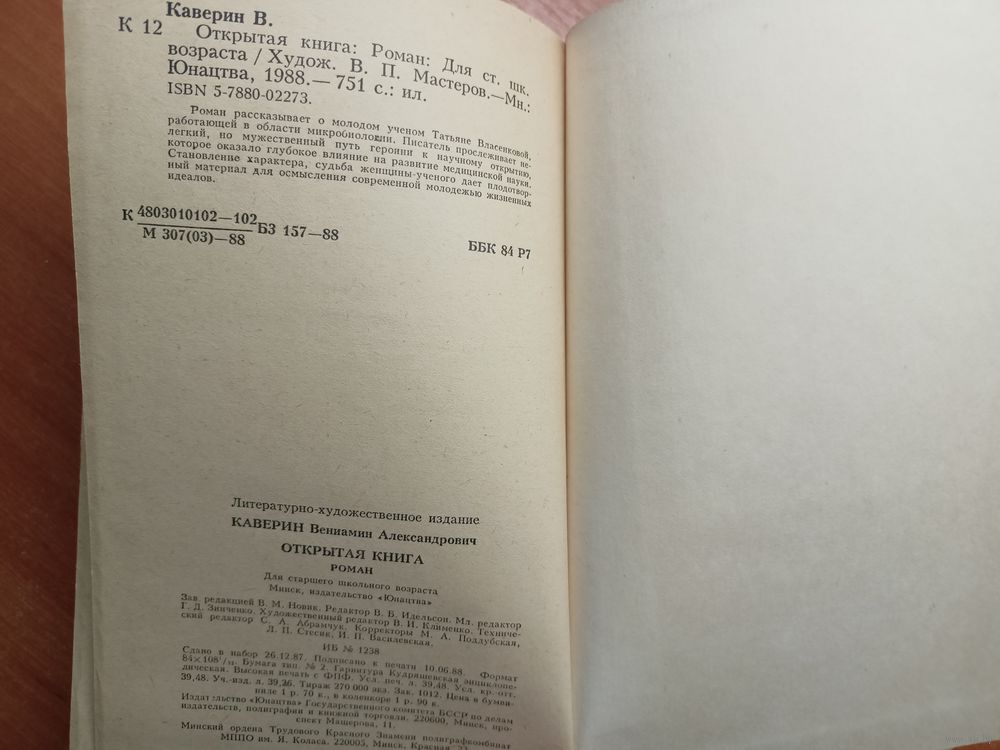 Каверин В.
К 12 Открытая книга: Роман: Для ст. шк.
возраста / Худож. В. П. Мастеров.—Мн.:
Юнацтва, 1988.— 751 с.: ил.
ISBN 5-7880-02273.
Роман рассказывает о молодом ученом Татьяне Власенковой,
работающей в области микробиологии. Писатель прослеживает не-
легкий, но мужественный путь героини к научному открытию,
которое оказало глубокое влияние на развитие медицинской науки.
Становление характера, судьба женщины-ученого дает плодотвор-
ный материал для осмысления современной молодежью жизненных
идеалов.
К 4803010102—102 БЗ 157—88
М 307(03)—88
ББК 84 Р7
Литературно-художественное издание
КАВЕРИН Вениамин Александрович
ОТКРЫТАЯ КНИГА
РОМАН
Для старшего школьного возраста
Минск, издательство «Юнацтва»
Зав. редакцией В. М. Новик. Редактор В. Б. Идельсон. Мл. редактор
Г. Д. Зинченко. Художественный редактор В. И. Клименко. Техниче-
ский редактор С. А. Абрамчук. Корректоры М. А. Поддубская,
Л. П. Стесик, И. П. Василевская.
ИБ № 1238
Сдано в набор 26.12.87. Подписано к печати 10.06.88. Формат
84×108¹/₃₂. Бумага тип. № 2. Гарнитура Кудряшевская энциклопе-
дическая. Высокая печать с ФПФ. Усл. печ. л. 39,48. Усл. кр.-отт.
39,48. Уч.-изд. л. 39,26. Тираж 270 000 экз. Зак. 1012. Цена в бумви-
ниле 1 р. 70 к., в коленкоре 1 р. 90 к.
Издательство «Юнацтва» Государственного комитета БССР по делам
издательств, полиграфии и книжной торговли. 220600, Минск, про-
спект Машерова, 11.
Минский ордена Трудового Красного Знамени полиграфкомбинат
МППО им. Я. Коласа. 220005, Минск, Красная